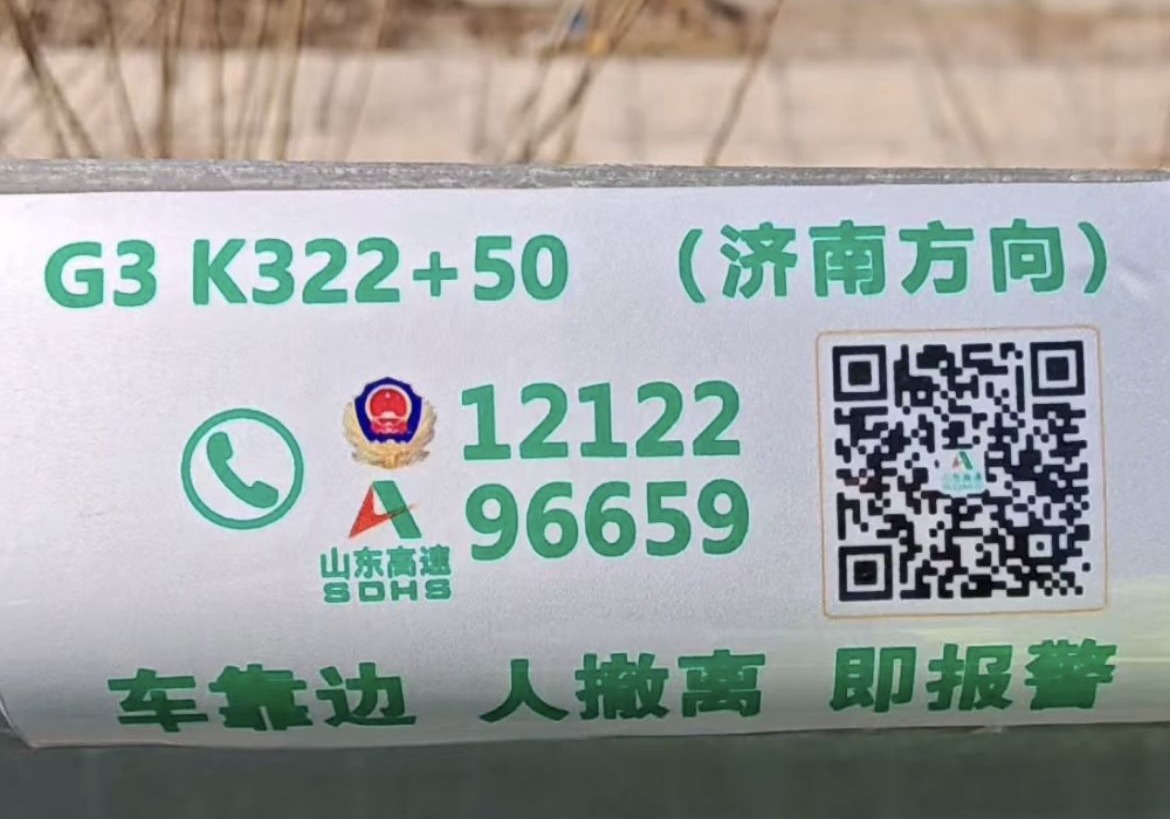 G3 K322+50 （济南方向）
12122
96659
山东高速
SDHS
车靠边 人撤离 即报警